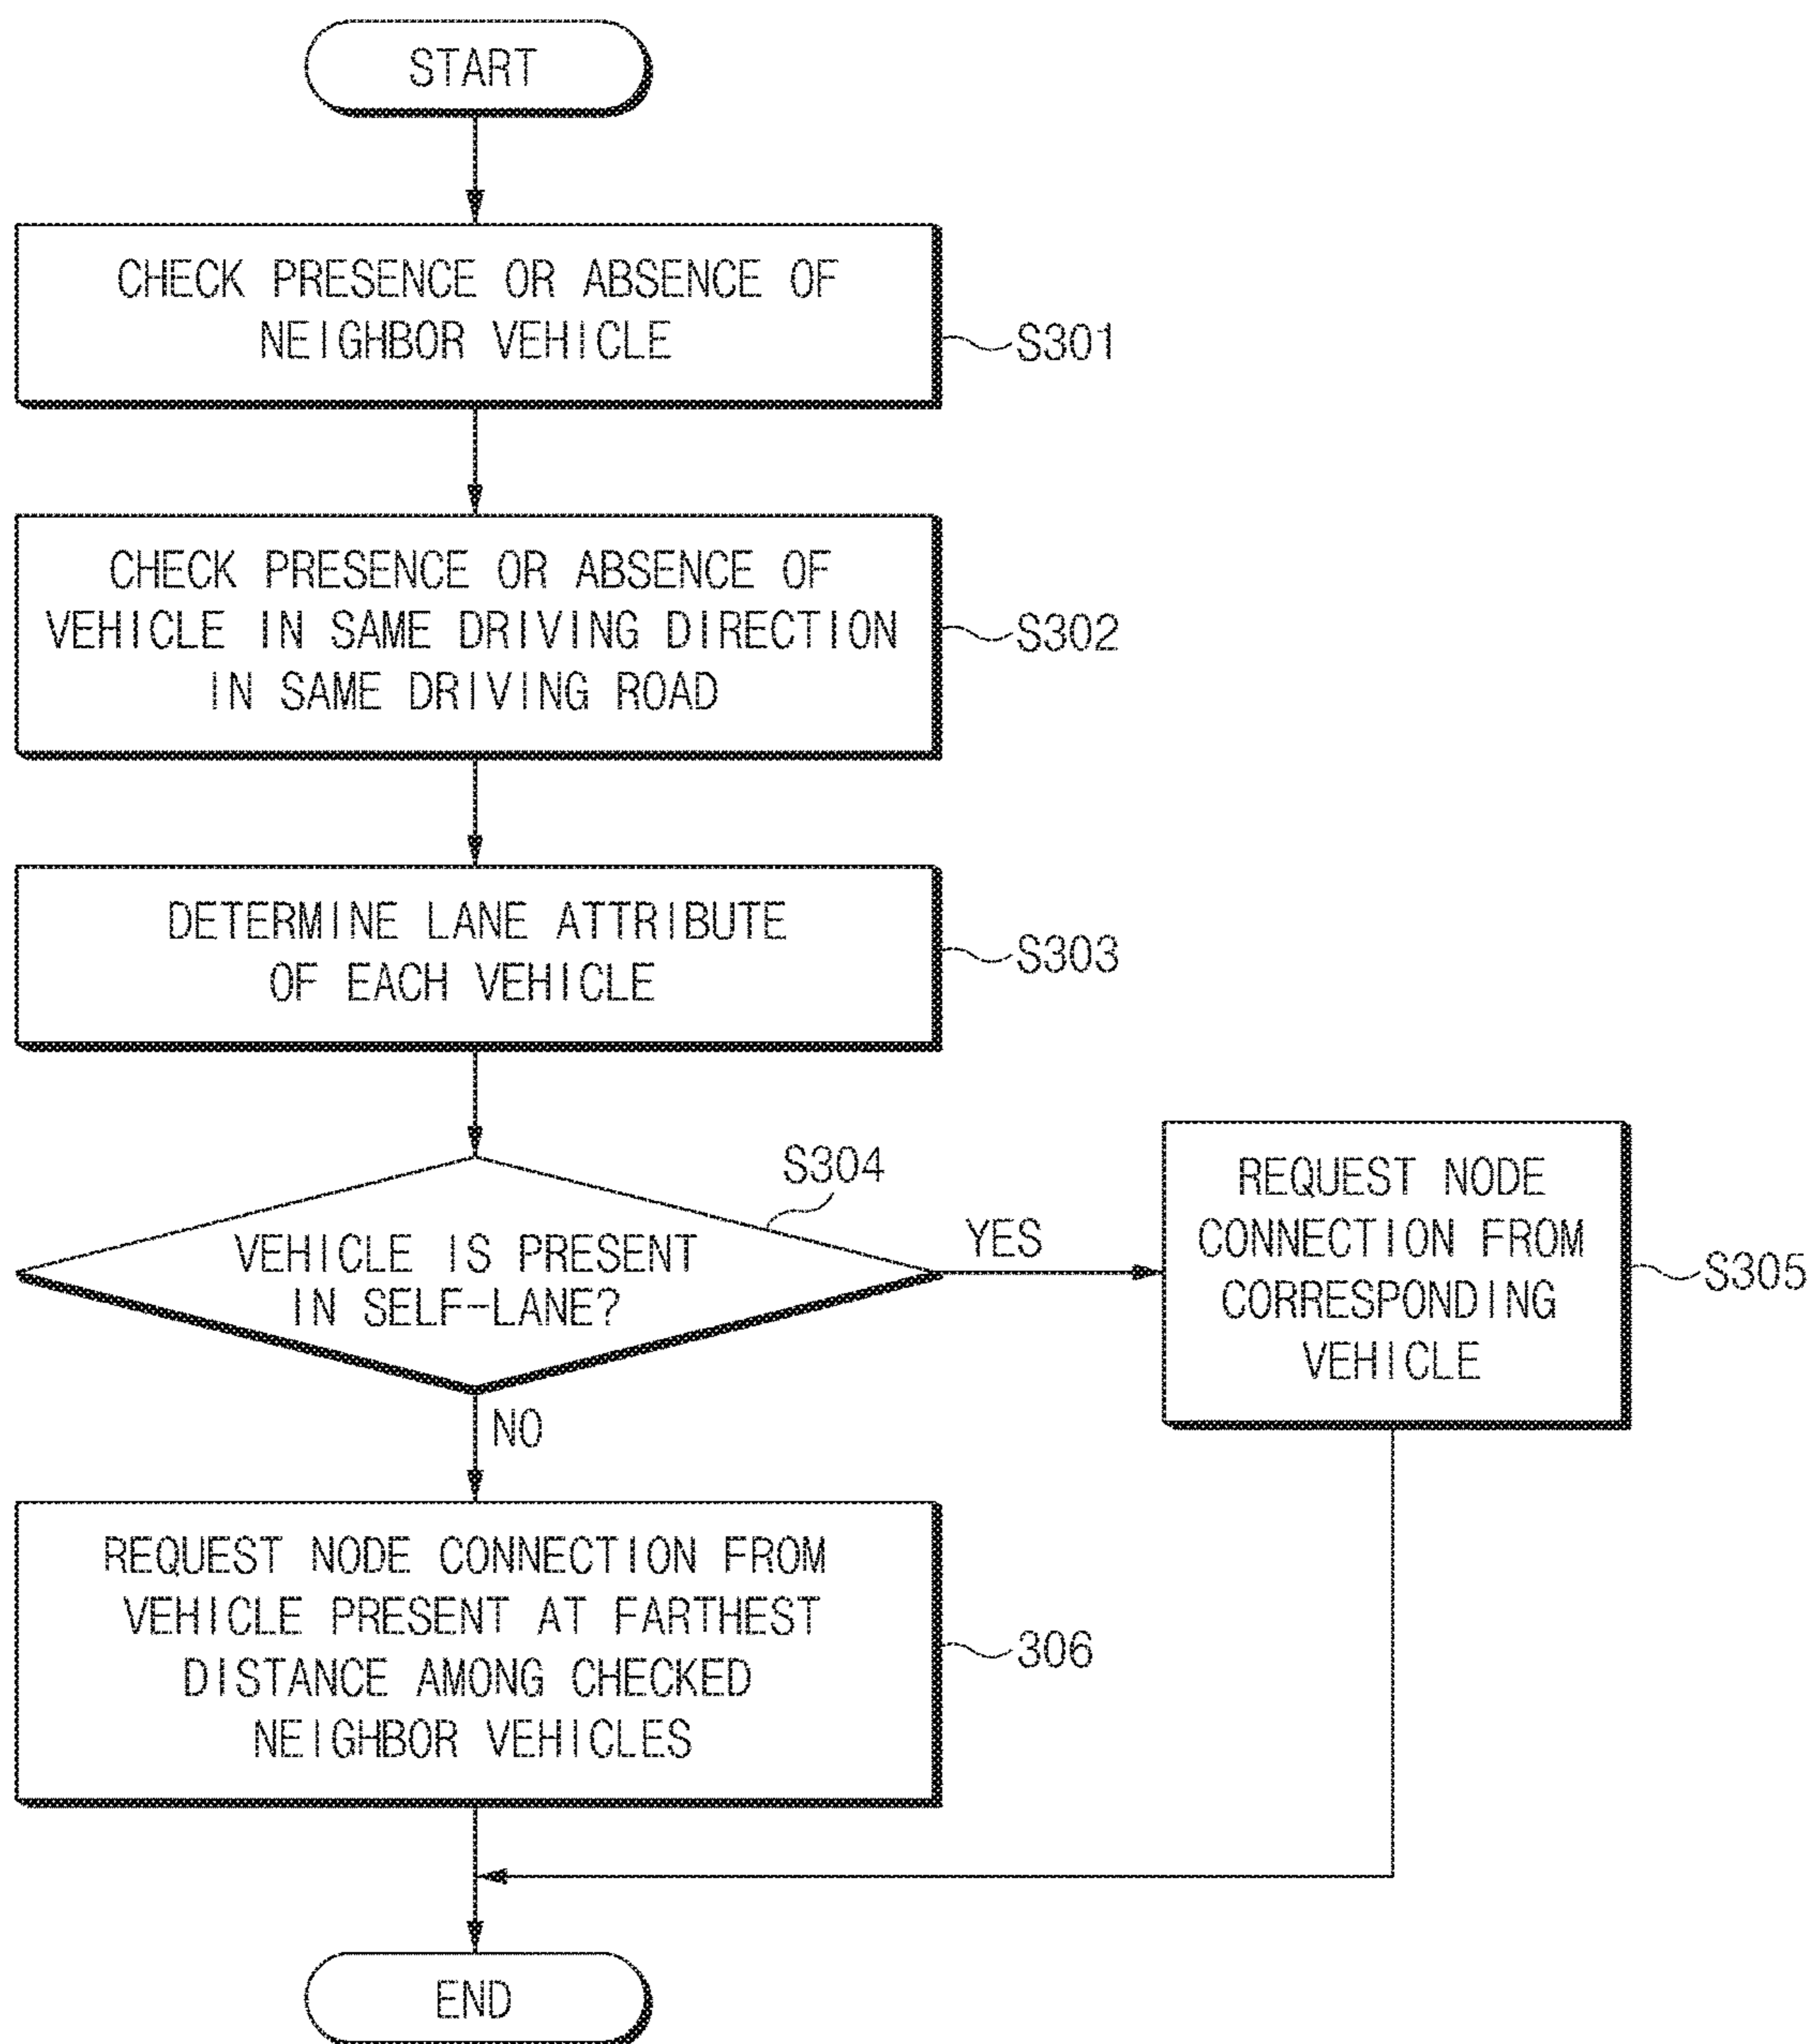 START
CHECK PRESENCE OR ABSENCE OF
NEIGHBOR VEHICLE
S301
CHECK PRESENCE OR ABSENCE OF
VEHICLE IN SAME DRIVING DIRECTION
IN SAME DRIVING ROAD
S302
DETERMINE LANE ATTRIBUTE
OF EACH VEHICLE
S303
S304
VEHICLE IS PRESENT
IN SELF-LANE?
YES
REQUEST NODE
CONNECTION FROM
CORRESPONDING
VEHICLE
S305
NO
REQUEST NODE CONNECTION FROM
VEHICLE PRESENT AT FARTHEST
DISTANCE AMONG CHECKED
NEIGHBOR VEHICLES
306
END